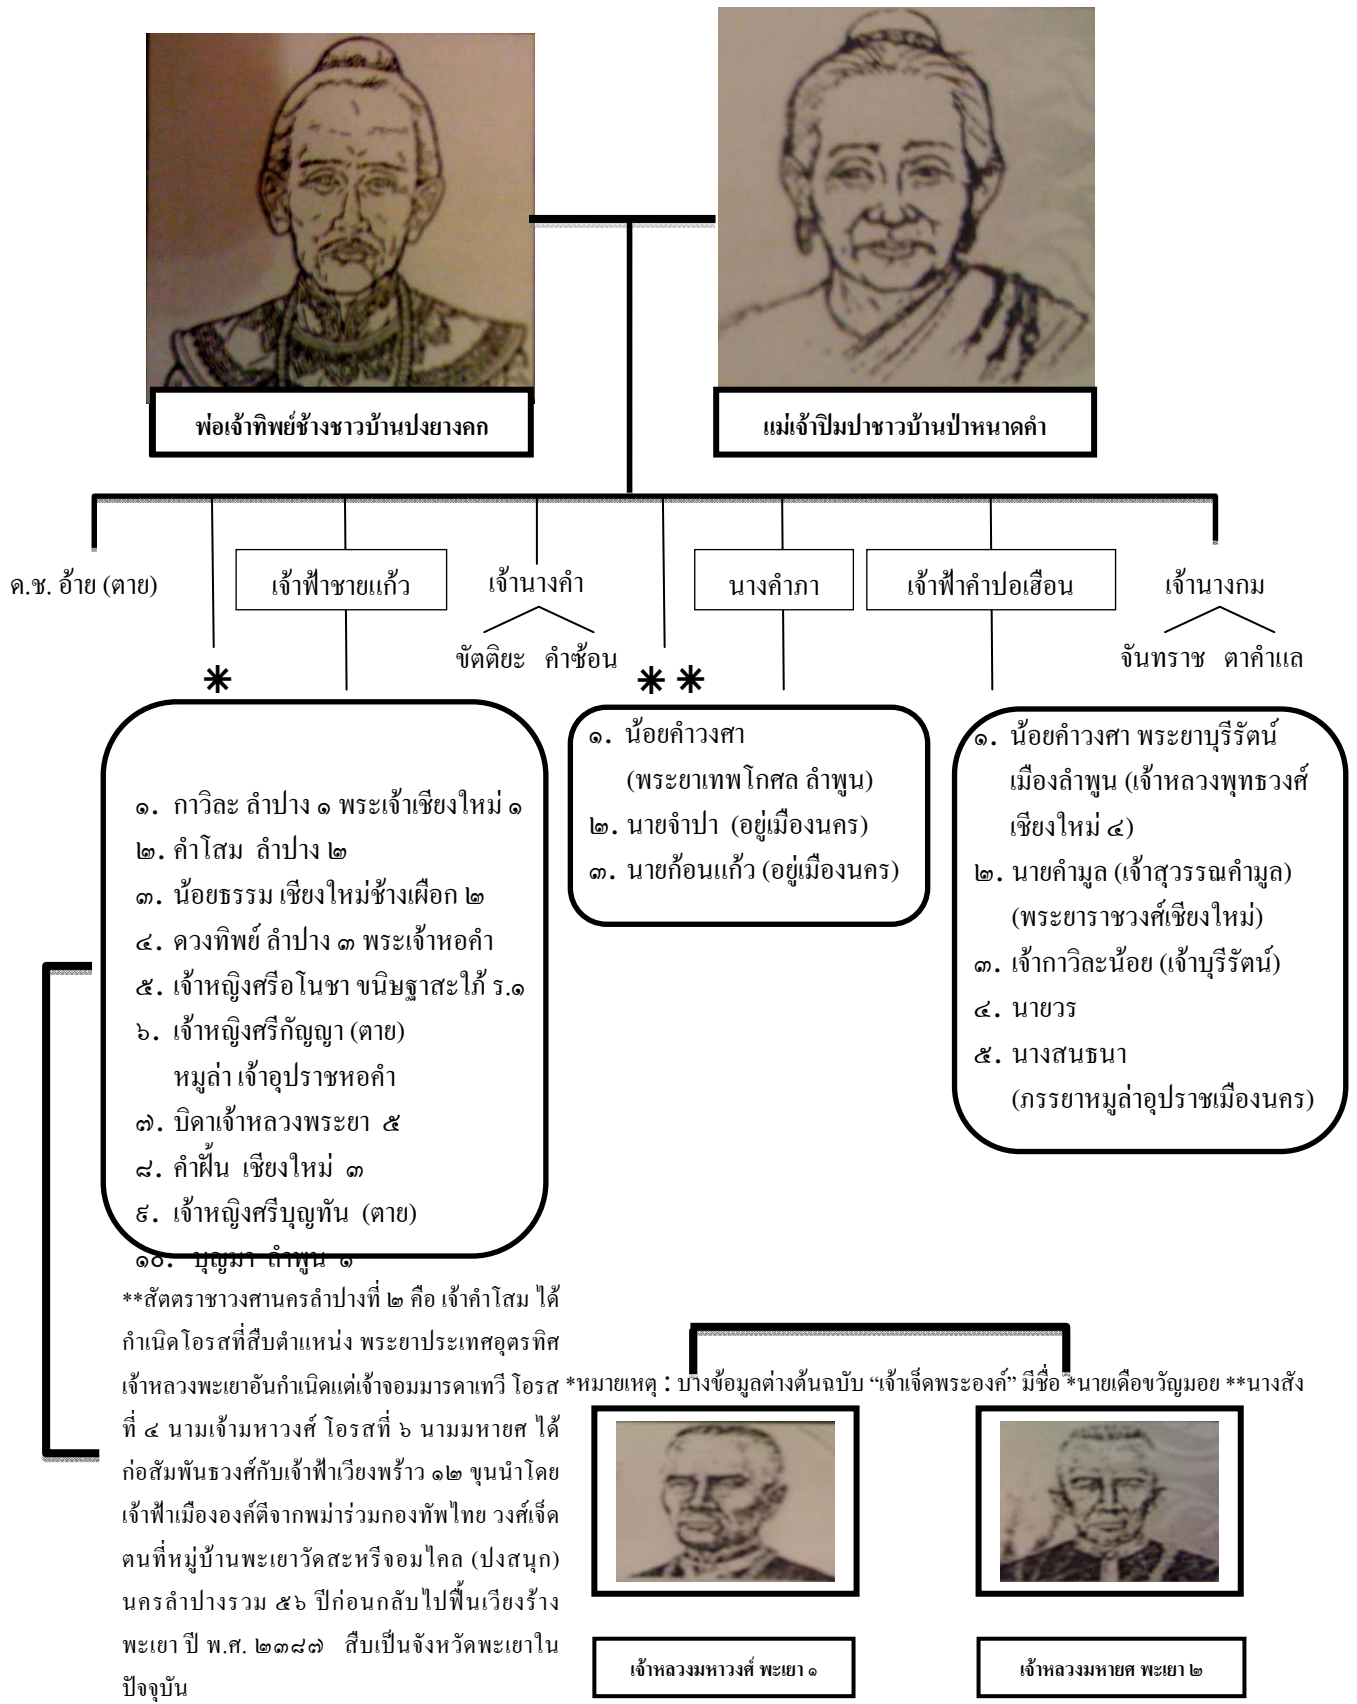 พ่อเจ้าทิพย์ช้างชาวบ้านปงยางคก
แม่เจ้าปิมปาชาวบ้านป่าหนาดคำ
ด.ช. อ้าย (ตาย)
เจ้าฟ้าชายแก้ว
เจ้านางคำ
นางคำภา
เจ้าฟ้าคำปอเฮือน
เจ้านางกม
ขัตติยะ คำซ้อน
จันทราช ตาคำแล
*
* *
๑. กาวิละ ลำปาง ๑ พระเจ้าเชียงใหม่ ๑
๒. คำโสม ลำปาง ๒
๓. น้อยธรรม เชียงใหม่ช้างเผือก ๒
๔. ดวงทิพย์ ลำปาง ๓ พระเจ้าหอคำ
๕. เจ้าหญิงศรีอโนชา ขนิษฐาสะใภ้ ร.๑
๖. เจ้าหญิงศรีกัญญา (ตาย)
หมูล่า เจ้าอุปราชหอคำ
๗. บิดาเจ้าหลวงพระยา ๕
๘. คำฝั้น เชียงใหม่ ๓
๙. เจ้าหญิงศรีบุญทัน (ตาย)
๑๐. บุญมา ลำพูน ๑
๑. น้อยคำวงศา
(พระยาเทพโกศล ลำพูน)
๒. นายจำปา (อยู่เมืองนคร)
๓. นายก้อนแก้ว (อยู่เมืองนคร)
๑. น้อยคำวงศา พระยาบุรีรัตน์
เมืองลำพูน (เจ้าหลวงพุทธวงศ์
เชียงใหม่ ๔)
๒. นายคำมูล (เจ้าสุวรรณคำมูล)
(พระยาราชวงศ์เชียงใหม่)
๓. เจ้ากาวิละน้อย (เจ้าบุรีรัตน์)
๔. นายวร
๕. นางสนธนา
(ภรรยาหมูล่าอุปราชเมืองนคร)
**สัตตราชาวงศานครลำปางที่ ๒ คือ เจ้าคำโสม ได้
กำเนิดโอรสที่สืบตำแหน่ง พระยาประเทศอุตรทิศ
เจ้าหลวงพะเยาอันกำเนิดแต่เจ้าจอมมารดาเทวี โอรส
ที่ ๔ นามเจ้ามหาวงศ์ โอรสที่ ๖ นามมหายศ ได้
ก่อสัมพันธวงศ์กับเจ้าฟ้าเวียงพร้าว ๑๒ ขุนนำโดย
เจ้าฟ้าเมืององค์ตีจากพม่าร่วมกองทัพไทย วงศ์เจ็ด
ตนที่หมู่บ้านพะเยาวัดสะหรีจอมไคล (ปงสนุก)
นครลำปางรวม ๕๖ ปีก่อนกลับไปฟื้นเวียงร้าง
พะเยา ปี พ.ศ. ๒๓๘๗ สืบเป็นจังหวัดพะเยาใน
ปัจจุบัน
*หมายเหตุ : บางข้อมูลต่างต้นฉบับ “เจ้าเจ็ดพระองค์” มีชื่อ *นายเดือขวัญมอย **นางสัง
เจ้าหลวงมหาวงศ์ พะเยา ๑
เจ้าหลวงมหายศ พะเยา ๒